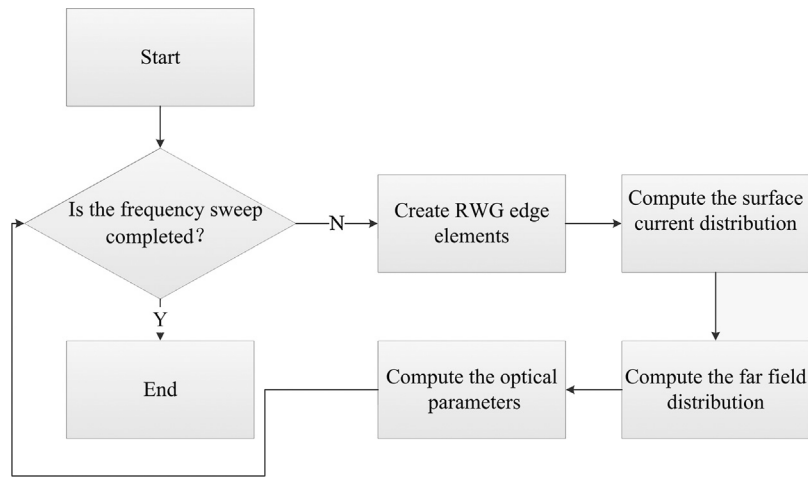 Start
Is the frequency sweep
completed?
N
Create RWG edge
elements
Compute the surface
current distribution
Y
End
Compute the optical
parameters
Compute the far field
distribution